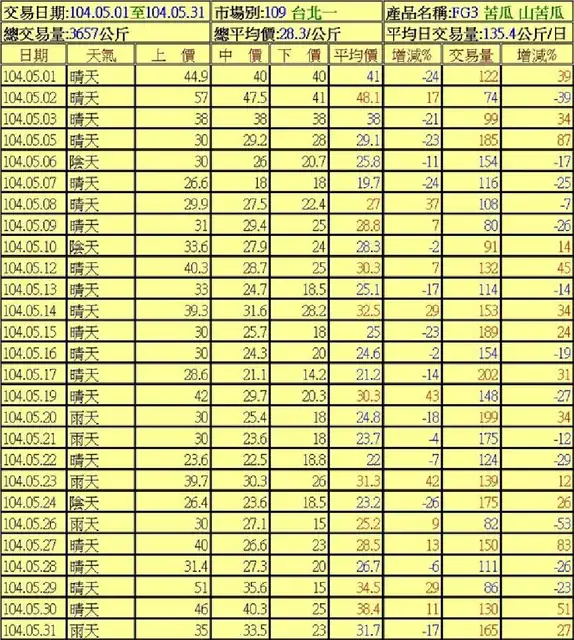 交易日期:104.05.01至104.05.31 市場別:109 台北一 產品名稱:FG3 苦瓜 山苦瓜
總交易量:3657公斤 總平均價:28.3/公斤 平均日交易量:135.4公斤/日
日期 天氣 上 價 中 價 下 價 平均價 增減% 交易量 增減%
104.05.01 晴天 44.9 40 40 41 -24 122 39
104.05.02 晴天 57 47.5 41 48.1 17 74 -39
104.05.03 晴天 38 38 38 38 -21 99 34
104.05.05 晴天 30 29.2 28 29.1 -23 185 87
104.05.06 陰天 30 26 20.7 25.8 -11 154 -17
104.05.07 晴天 26.6 18 18 19.7 -24 116 -25
104.05.08 晴天 29.9 27.5 22.4 27 37 108 -7
104.05.09 晴天 31 29.4 25 28.8 7 80 -26
104.05.10 陰天 33.6 27.9 24 28.3 -2 91 14
104.05.12 晴天 40.3 28.7 25 30.3 7 132 45
104.05.13 晴天 33 24.7 18.5 25.1 -17 114 -14
104.05.14 晴天 39.3 31.6 28.2 32.5 29 153 34
104.05.15 晴天 30 25.7 18 25 -23 189 24
104.05.16 晴天 30 24.3 20 24.6 -2 154 -19
104.05.17 晴天 28.6 21.1 14.2 21.2 -14 202 31
104.05.19 晴天 42 29.7 20.3 30.3 43 148 -27
104.05.20 雨天 30 25.4 18 24.8 -18 199 34
104.05.21 雨天 30 23.6 18 23.7 -4 175 -12
104.05.22 晴天 23.6 22.5 18.8 22 -7 124 -29
104.05.23 雨天 39.7 30.3 26 31.3 42 139 12
104.05.24 陰天 26.4 23.6 18.5 23.2 -26 175 26
104.05.26 雨天 30 27.1 15 25.2 9 82 -53
104.05.27 晴天 40 26.6 23 28.5 13 150 83
104.05.28 晴天 31.4 27.3 20 26.7 -6 111 -26
104.05.29 晴天 51 35.6 15 34.5 29 86 -23
104.05.30 晴天 46 40.3 25 38.4 11 130 51
104.05.31 雨天 35 33.5 23 31.7 -17 165 27